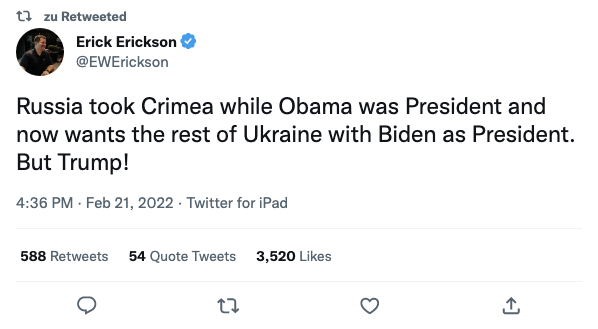 zu Retweeted
Erick Erickson
@EWErickson
Russia took Crimea while Obama was President and
now wants the rest of Ukraine with Biden as President.
But Trump!
4:36 PM · Feb 21, 2022 · Twitter for iPad
588 Retweets 54 Quote Tweets 3,520 Likes